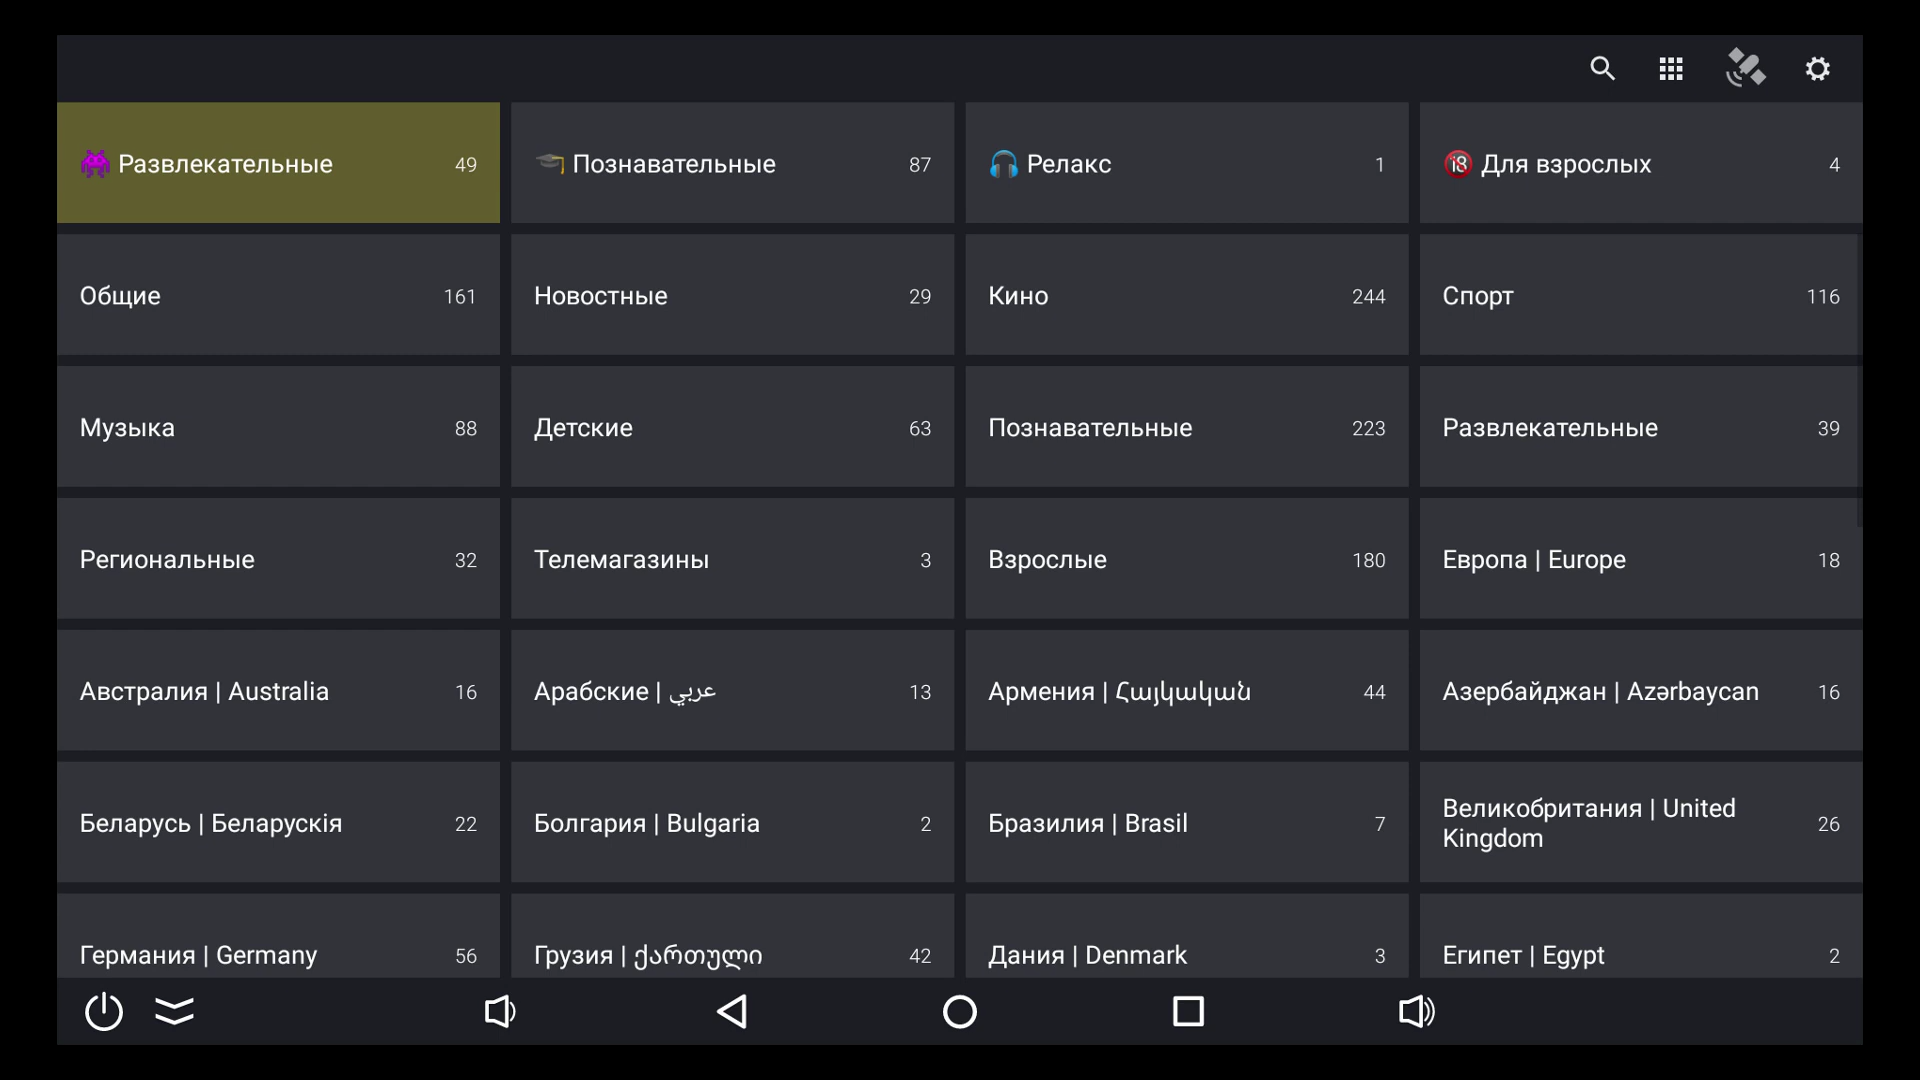 Развлекательные 49
Познавательные 87
Релакс 1
18 Для взрослых 4
Общие 161
Новостные 29
Кино 244
Спорт 116
Музыка 88
Детские 63
Познавательные 223
Развлекательные 39
Региональные 32
Телемагазины 3
Взрослые 180
Европа | Europe 18
Австралия | Australia 16
Арабские | عربي 13
Армения | Հայկական 44
Азербайджан | Azərbaycan 16
Беларусь | Беларускія 22
Болгария | Bulgaria 2
Бразилия | Brasil 7
Великобритания | United
Kingdom 26
Германия | Germany 56
Грузия | ქართული 42
Дания | Denmark 3
Египет | Egypt 2